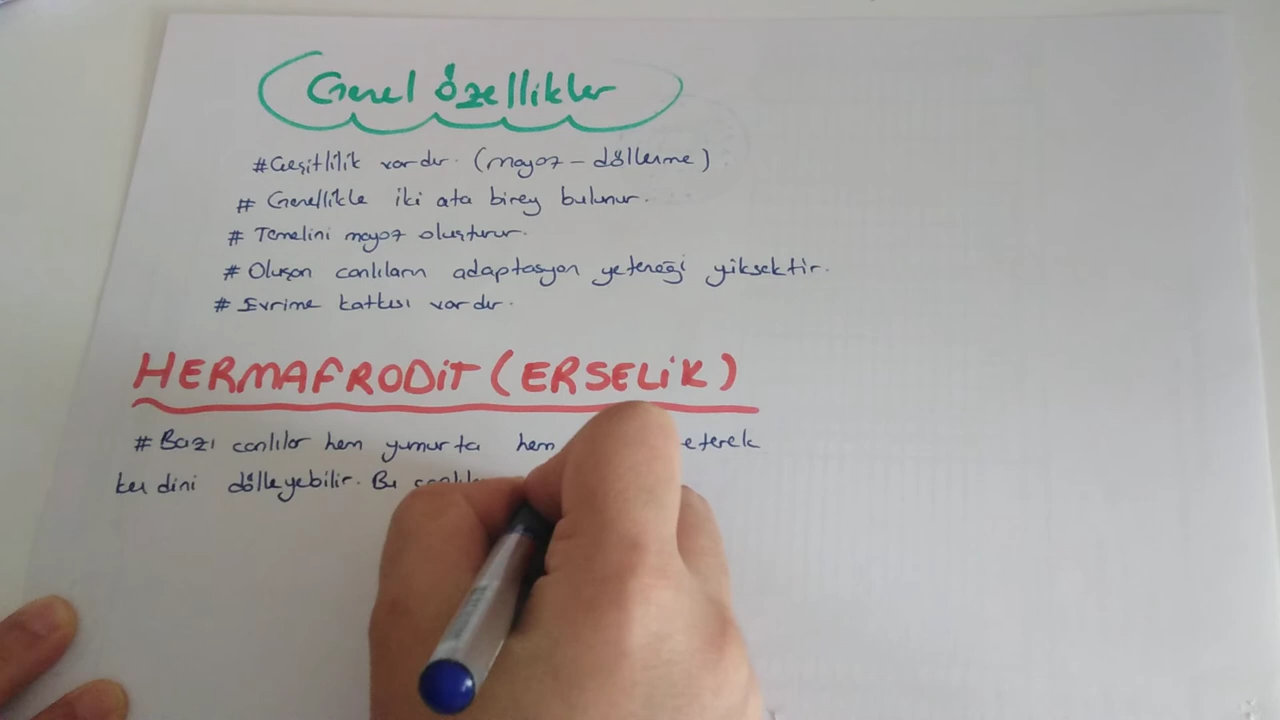 Genel özellikler
#Çeşitlilik vardır. (mayoz - döllenme)
# Genellikle iki ata birey bulunur.
# Temelini mayoz oluşturur.
# Oluşan canlıların adaptasyon yeteneği yüksektir.
# Evrime katkısı vardır.
HERMAFRODİT (ERSELİK)
# Bazı canlılar hem yumurta hem
kendini dölleyebilir. Bu